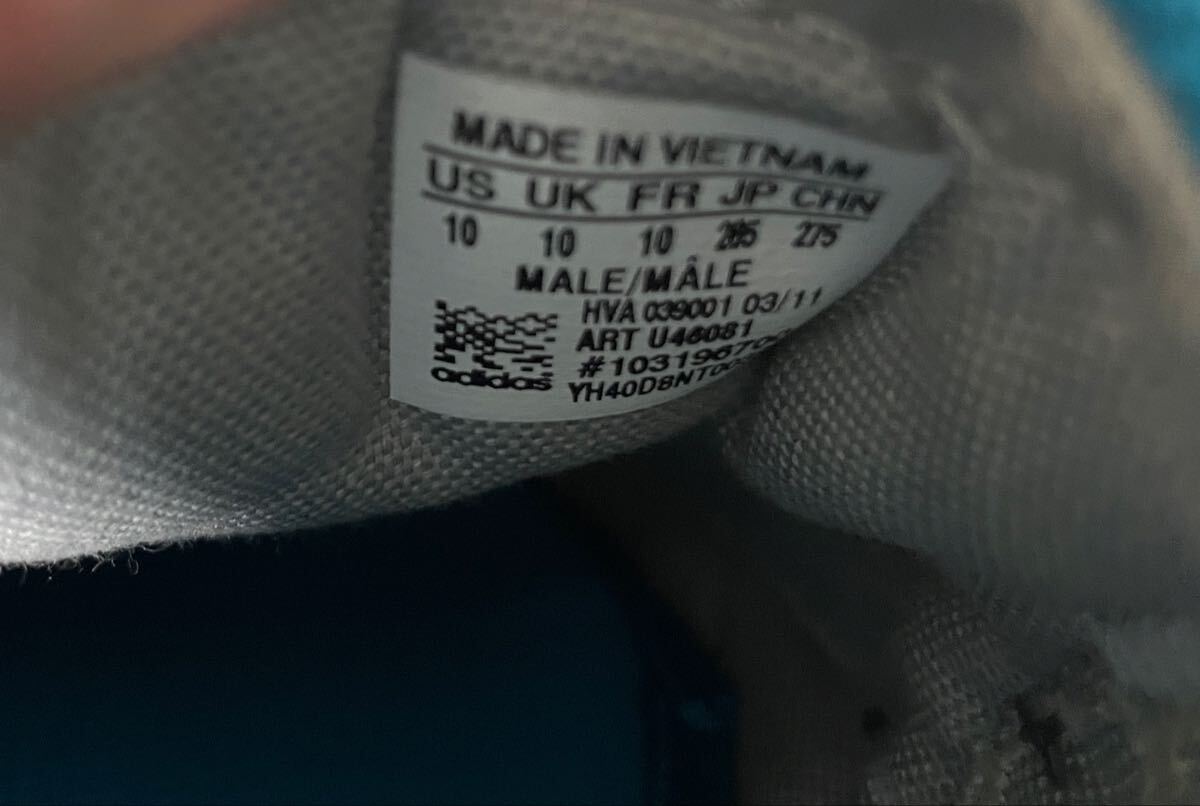 MADE IN VIETNAM
US UK FR JP CHN
10 10 10 275
MALE/MÂLE
HVA 039001 03/11
ART U46081
adidas